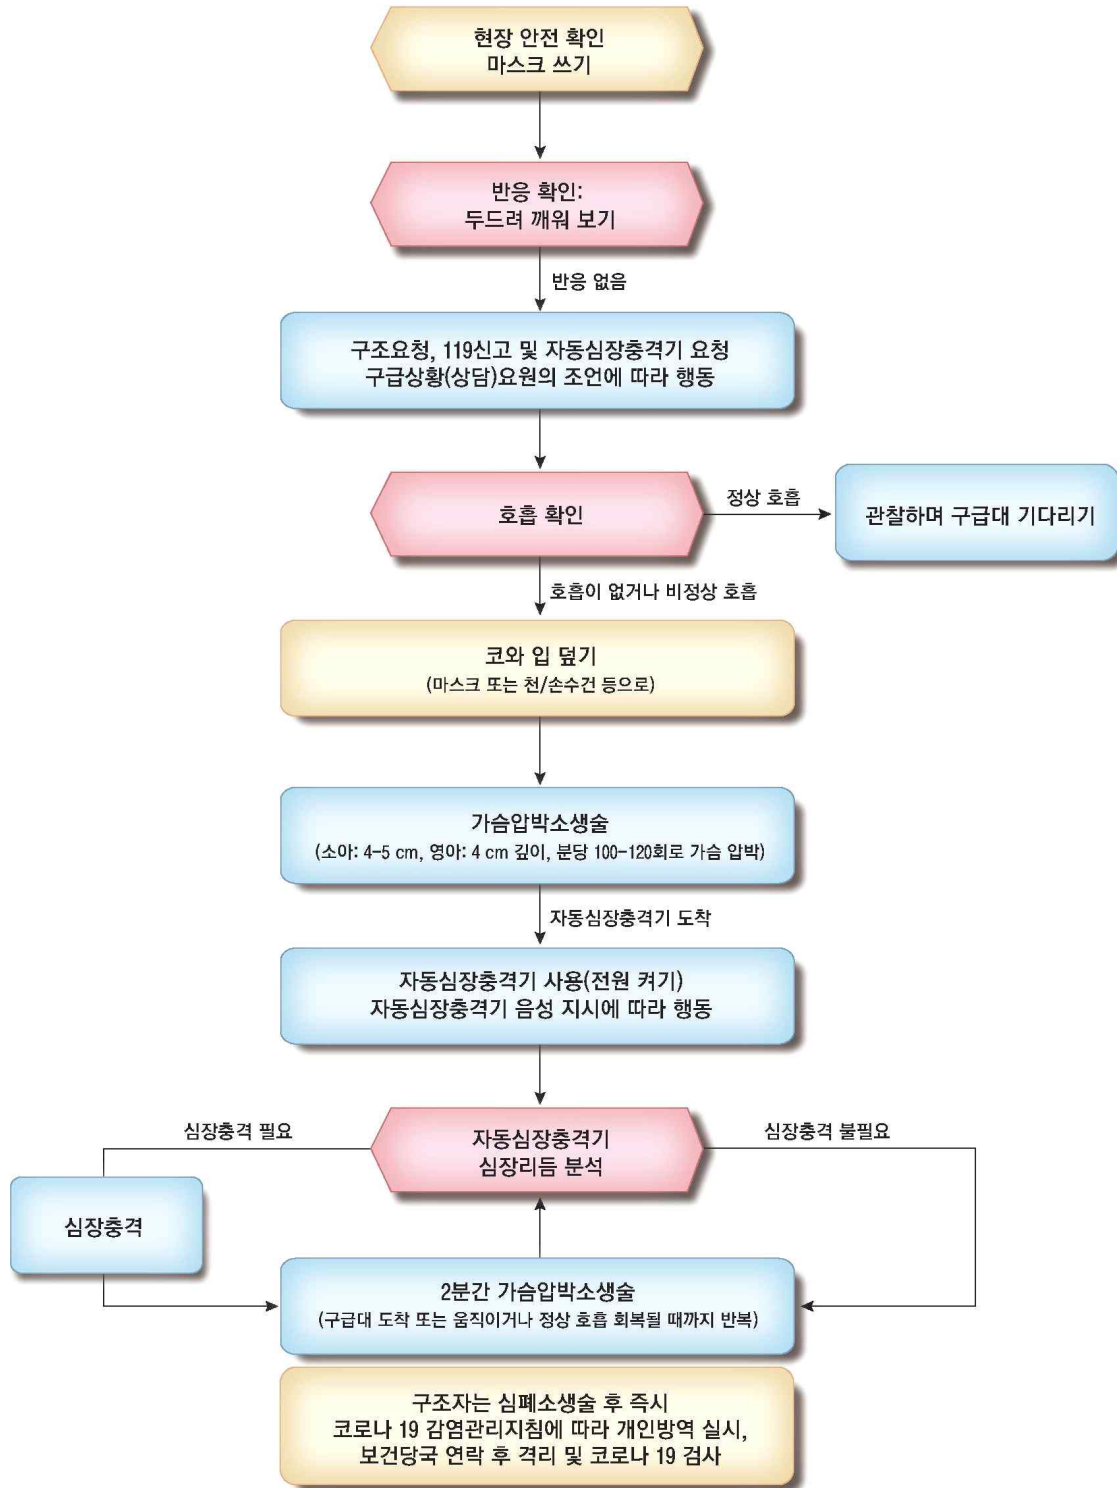 현장 안전 확인
마스크 쓰기
반응 확인:
두드려 깨워 보기
반응 없음
구조요청, 119신고 및 자동심장충격기 요청
구급상황(상담)요원의 조언에 따라 행동
호흡 확인
정상 호흡
관찰하며 구급대 기다리기
호흡이 없거나 비정상 호흡
코와 입 덮기
(마스크 또는 천/손수건 등으로)
가슴압박소생술
(소아: 4-5 cm, 영아: 4 cm 깊이, 분당 100-120회로 가슴 압박)
자동심장충격기 도착
자동심장충격기 사용(전원 켜기)
자동심장충격기 음성 지시에 따라 행동
심장충격 필요
자동심장충격기
심장리듬 분석
심장충격 불필요
심장충격
2분간 가슴압박소생술
(구급대 도착 또는 움직이거나 정상 호흡 회복될 때까지 반복)
구조자는 심폐소생술 후 즉시
코로나 19 감염관리지침에 따라 개인방역 실시,
보건당국 연락 후 격리 및 코로나 19 검사